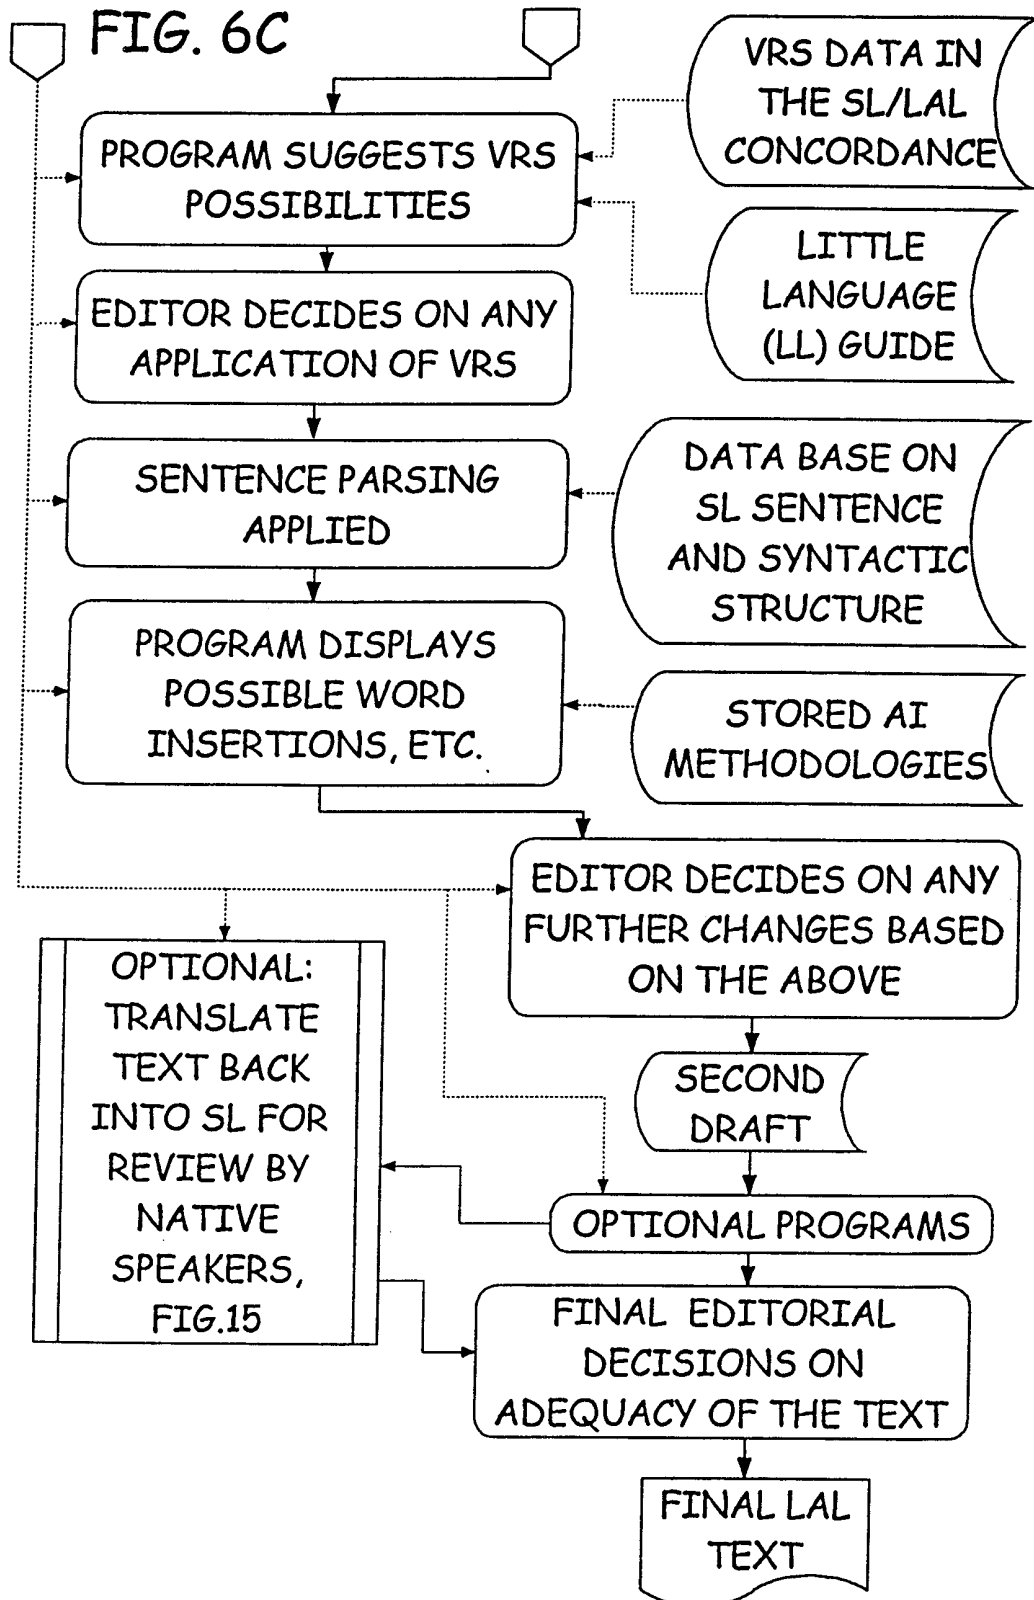 FIG. 6C
VRS DATA IN
THE SL/LAL
CONCORDANCE
PROGRAM SUGGESTS VRS
POSSIBILITIES
LITTLE
LANGUAGE
(LL) GUIDE
EDITOR DECIDES ON ANY
APPLICATION OF VRS
DATA BASE ON
SL SENTENCE
AND SYNTACTIC
STRUCTURE
SENTENCE PARSING
APPLIED
PROGRAM DISPLAYS
POSSIBLE WORD
INSERTIONS, ETC.
STORED AI
METHODOLOGIES
EDITOR DECIDES ON ANY
FURTHER CHANGES BASED
ON THE ABOVE
OPTIONAL:
TRANSLATE
TEXT BACK
INTO SL FOR
REVIEW BY
NATIVE
SPEAKERS,
FIG.15
SECOND
DRAFT
OPTIONAL PROGRAMS
FINAL EDITORIAL
DECISIONS ON
ADEQUACY OF THE TEXT
FINAL LAL
TEXT